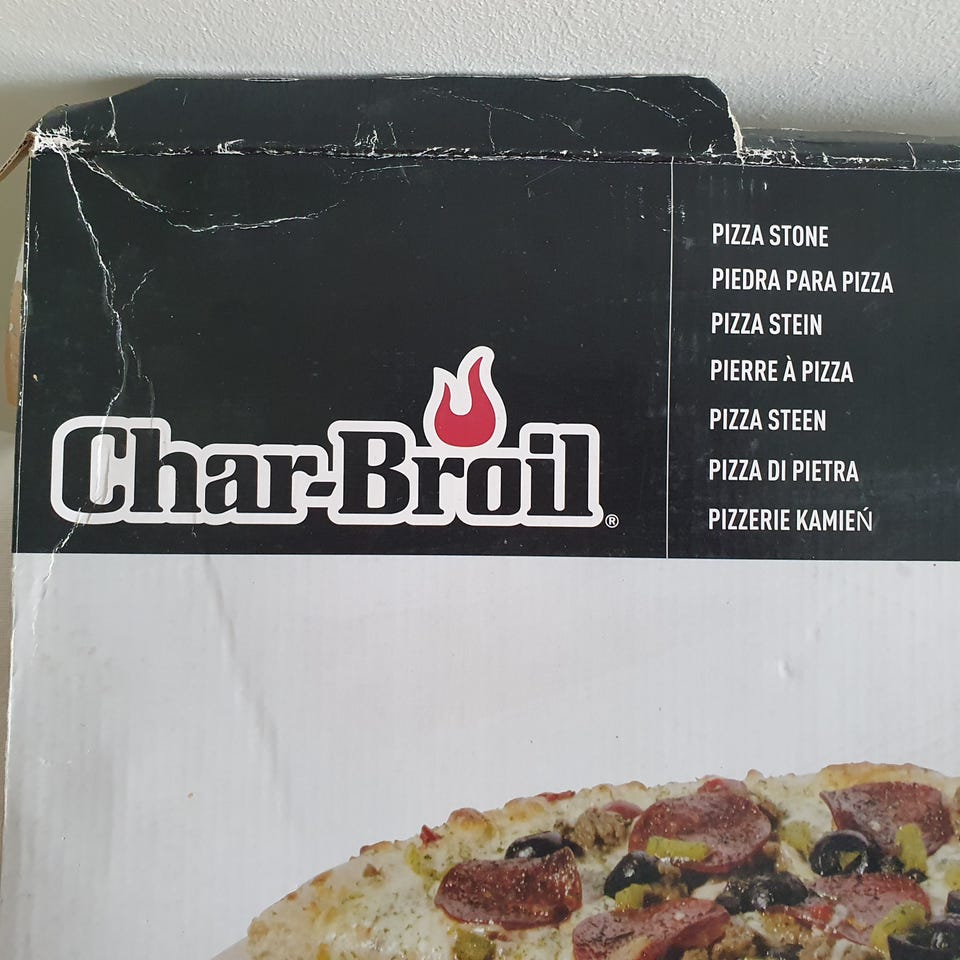 Char-Broil®
PIZZA STONE
PIEDRA PARA PIZZA
PIZZA STEIN
PIERRE À PIZZA
PIZZA STEEN
PIZZA DI PIETRA
PIZZERIE KAMIEŃ